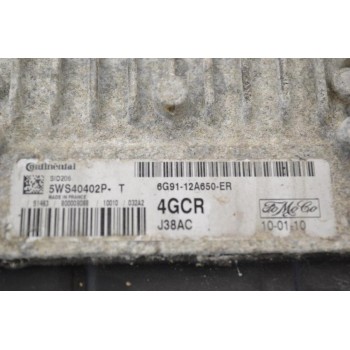 Continental
SID206
5WS40402P- T
MADE IN FRANCE
6G91-12A650-ER
4GCR
J38AC
FoMoCo
10-01-10